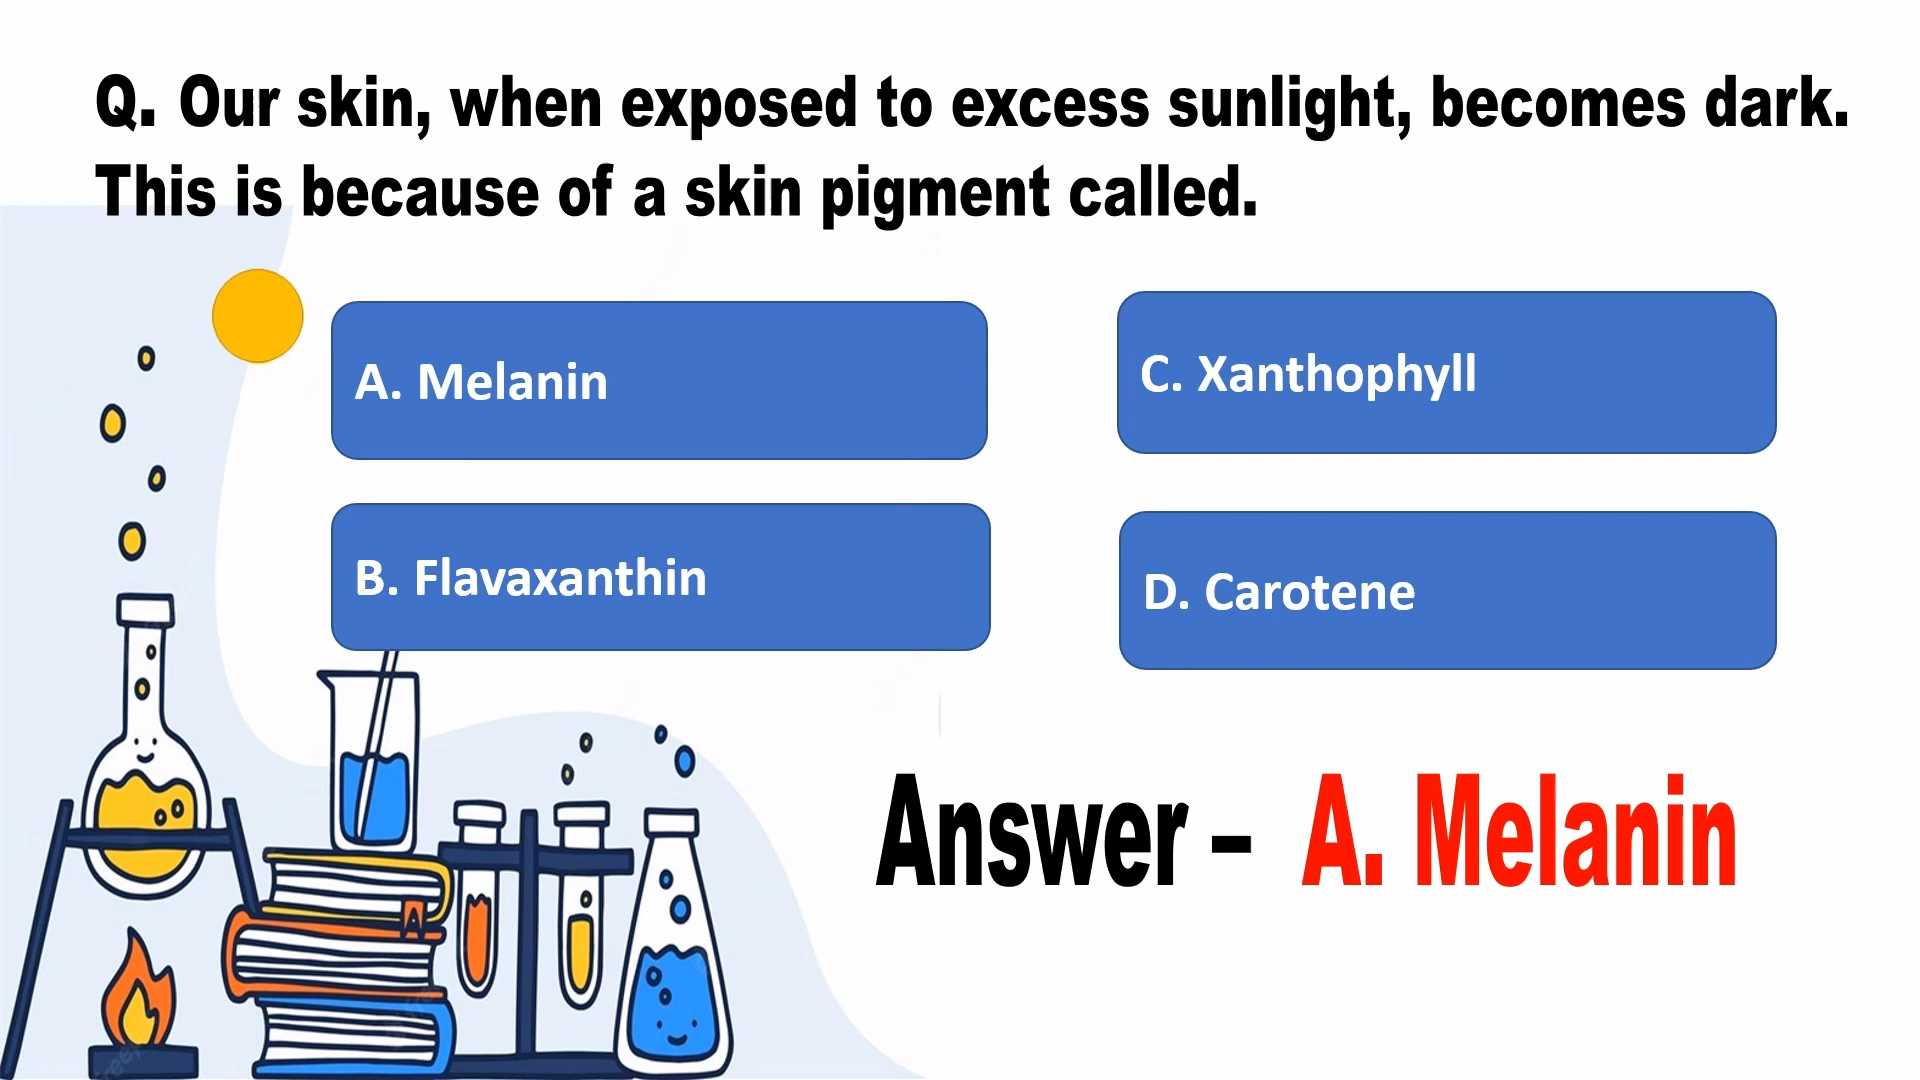 Q. Our skin, when exposed to excess sunlight, becomes dark.
This is because of a skin pigment called.
A. Melanin
C. Xanthophyll
B. Flavaxanthin
D. Carotene
Answer – A. Melanin